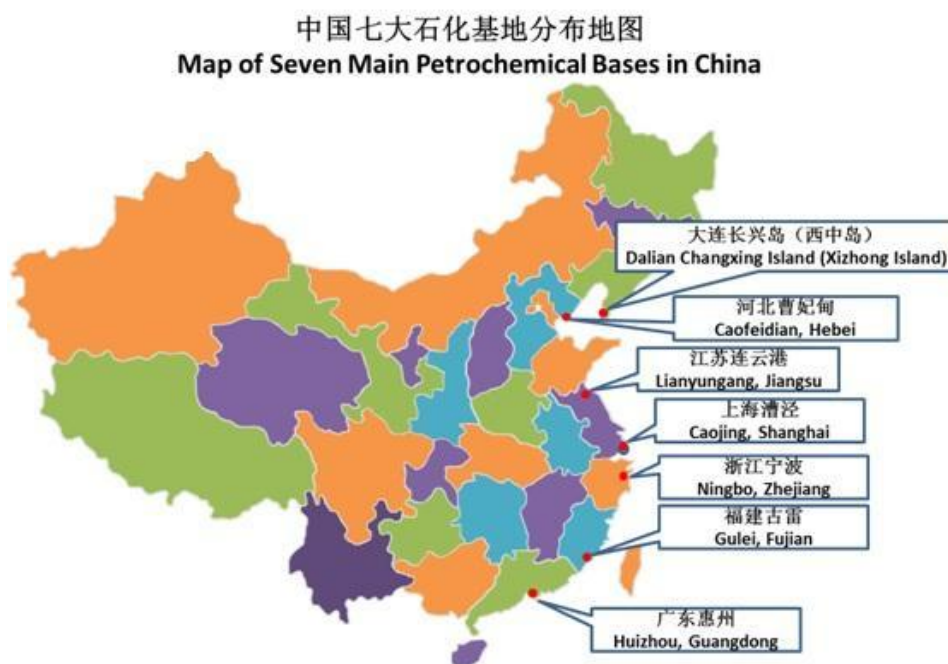 中国七大石化基地分布地图
Map of Seven Main Petrochemical Bases in China
大连长兴岛（西中岛）
Dalian Changxing Island (Xizhong Island)
河北曹妃甸
Caofeidian, Hebei
江苏连云港
Lianyungang, Jiangsu
上海漕泾
Caojing, Shanghai
浙江宁波
Ningbo, Zhejiang
福建古雷
Gulei, Fujian
广东惠州
Huizhou, Guangdong